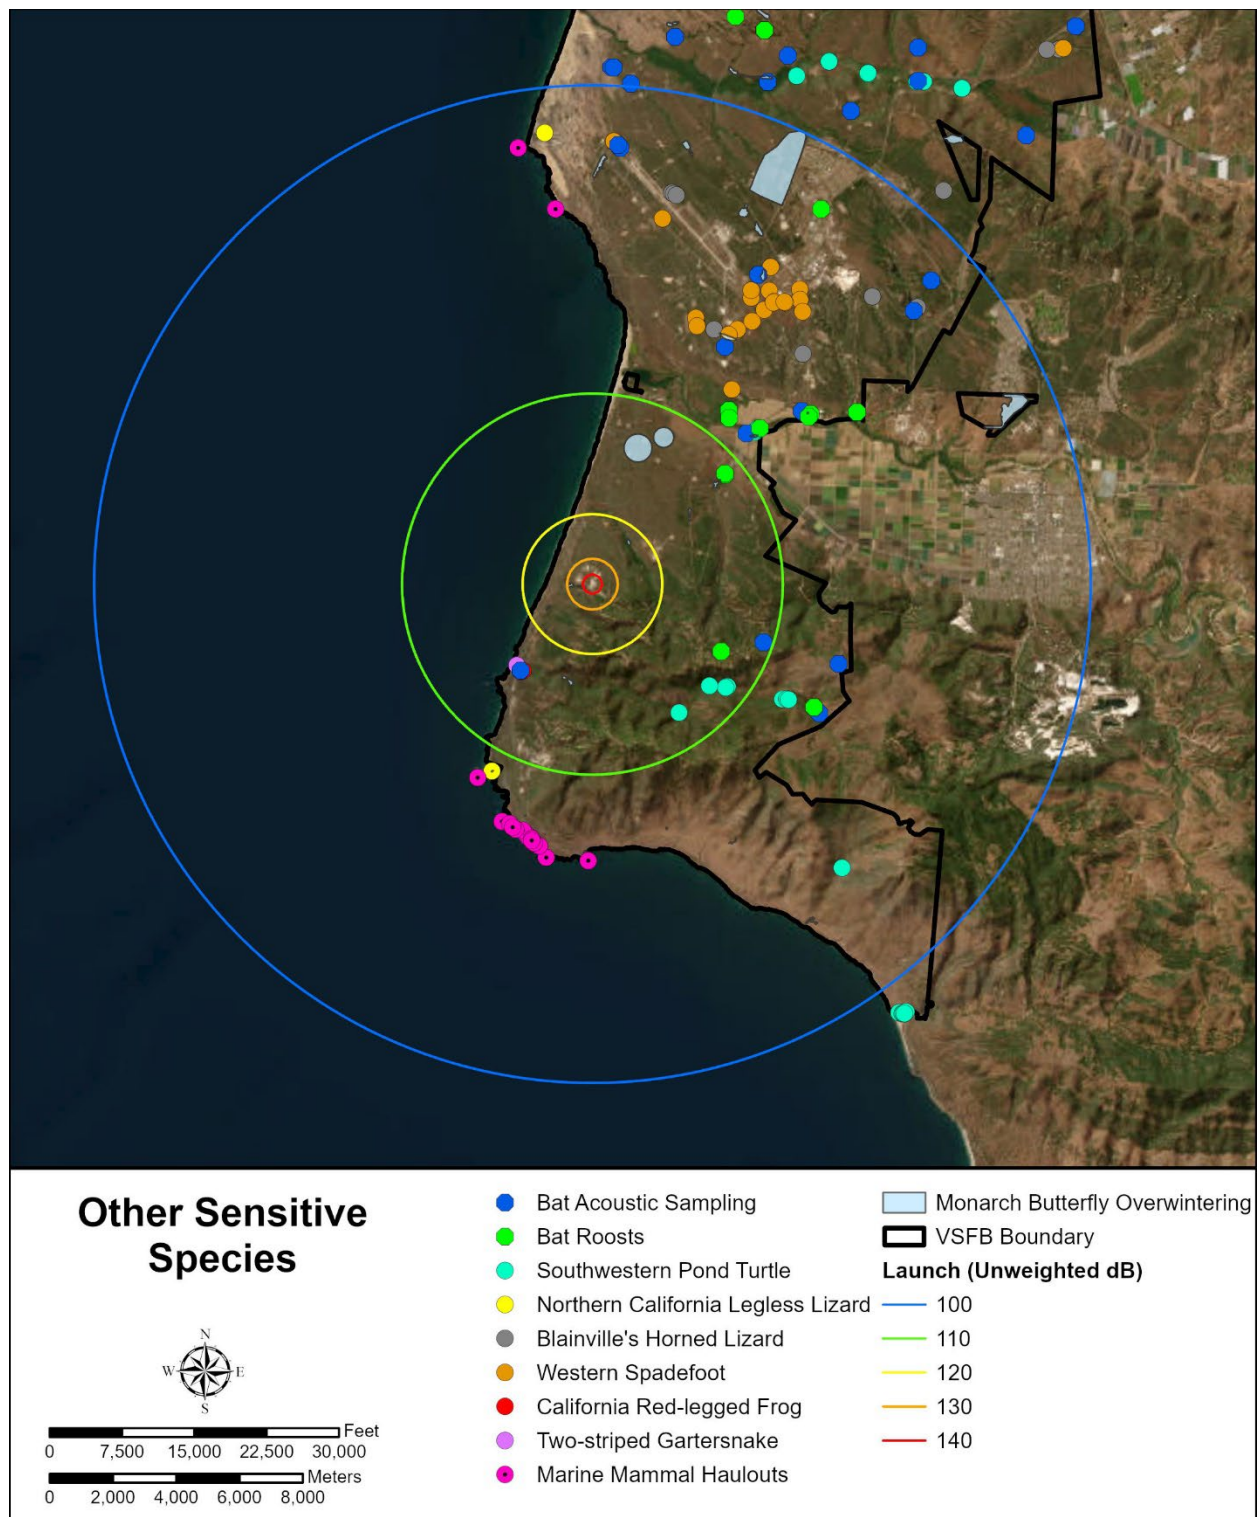 Other Sensitive
Species
N
W
E
S
Feet
0 7,500 15,000 22,500 30,000
Meters
0 2,000 4,000 6,000 8,000
Bat Acoustic Sampling
Bat Roosts
Southwestern Pond Turtle
Northern California Legless Lizard
Blainville's Horned Lizard
Western Spadefoot
California Red-legged Frog
Two-striped Gartersnake
Marine Mammal Haulouts
Monarch Butterfly Overwintering
VSFB Boundary
Launch (Unweighted dB)
100
110
120
130
140